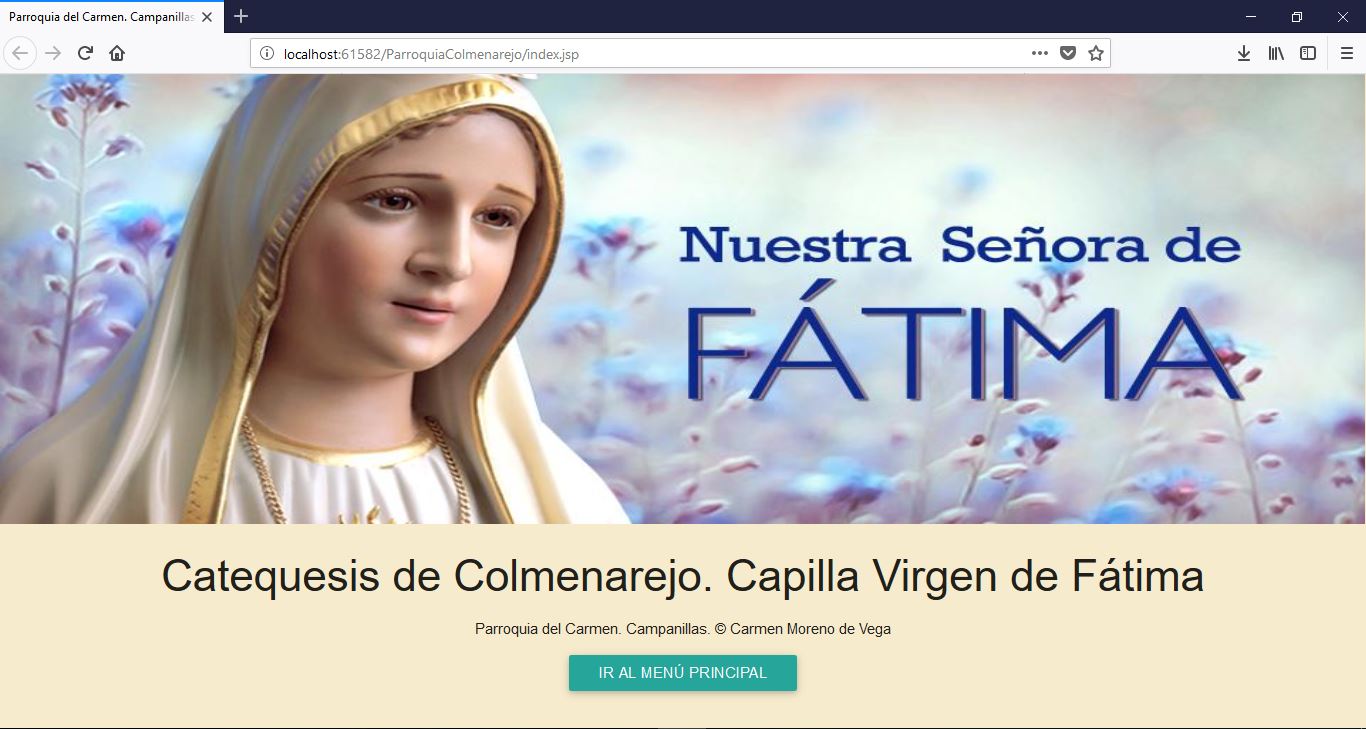 Parroquia del Carmen. Campanillas
localhost:61582/ParroquiaColmenarejo/index.jsp
Nuestra Señora de
FÁTIMA
Catequesis de Colmenarejo. Capilla Virgen de Fátima
Parroquia del Carmen. Campanillas. © Carmen Moreno de Vega
IR AL MENÚ PRINCIPAL